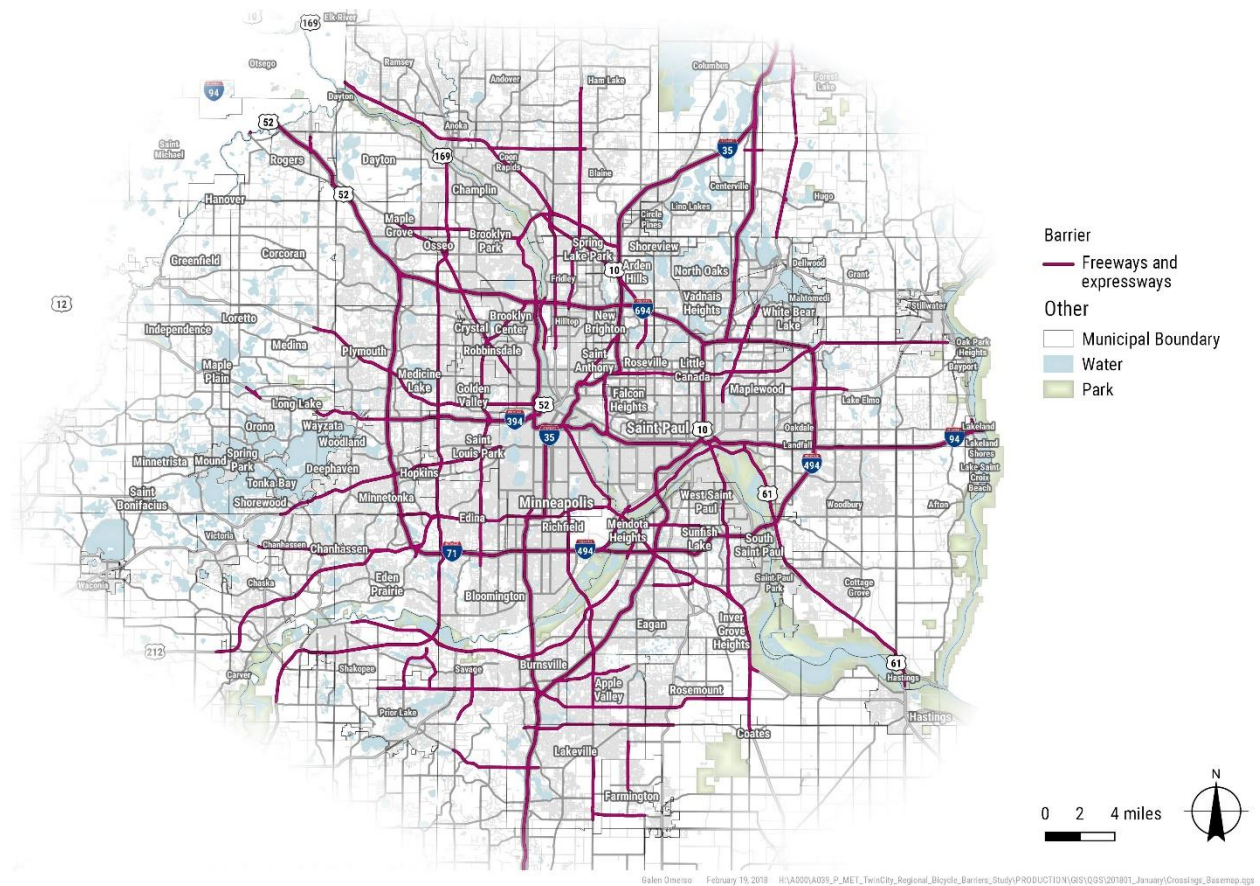 10
Elk River
169
Otsego
Ramsey
Andover
Ham Lake
Columbus
Forest
Lake
94
Dayton
52
Anoka
Saint
Michael
Rogers
Dayton
169
Coon
Rapids
35
Blaine
Centerville
Hanover
52
Champlin
Lino Lakes
Hugo
Circle
Pines
Maple
Grove
Osseo
Brooklyn
Park
Spring
Lake Park
Shoreview
Corcoran
Greenfield
10
Arden
Hills
North Oaks
Dellwood
Grant
Fridley
Mahtomedi
12
Vadnais
Heights
White Bear
Lake
Stillwater
694
Loretto
Independence
Brooklyn
Center
Hilltop
New
Brighton
Crystal
Robbinsdale
Medina
Plymouth
Saint
Anthony
Roseville
Little
Canada
Oak Park
Heights
Bayport
Maple
Plain
Medicine
Lake
Golden
Valley
Falcon
Heights
Maplewood
Lake Elmo
Long Lake
52
Orono
Wayzata
Woodland
394
35
Saint Paul
10
Oakdale
Landfall
94
Lakeland
Lakeland
Shores
Lake Saint
Croix
Beach
Saint
Louis Park
Minnetrista
Mound
Spring
Park
Deephaven
Tonka Bay
Shorewood
Hopkins
Minnetonka
494
61
Saint
Bonifacius
Minneapolis
West Saint
Paul
Woodbury
Afton
Edina
Richfield
Mendota
Heights
Sunfish
Lake
South
Saint Paul
Victoria
Chanhassen
Chanhassen
71
494
Waconia
Chaska
Eden
Prairie
Bloomington
Saint Paul
Park
Cottage
Grove
Eagan
Inver
Grove
Heights
212
Carver
Shakopee
Savage
Burnsville
61
Hastings
Apple
Valley
Rosemount
Prior Lake
Hastings
Coates
Lakeville
Farmington
Barrier
Freeways and
expressways
Other
Municipal Boundary
Water
Park
N
0 2 4 miles
Galen Omerso February 19, 2018 H:\A000\A039_P_MET_TwinCity_Regional_Bicycle_Barriers_Study\PRODUCTION\GIS\QGS\201801_January\Crossings_Basemap.qgs